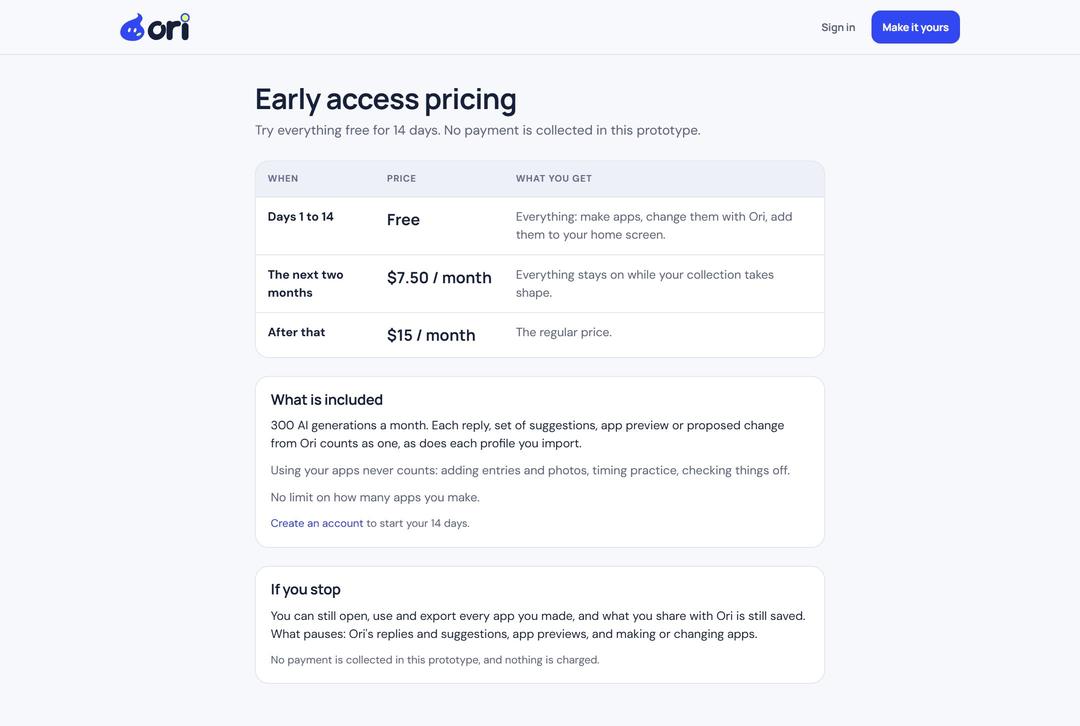 ori
Sign in
Make it yours
Early access pricing
Try everything free for 14 days. No payment is collected in this prototype.
WHEN PRICE WHAT YOU GET
Days 1 to 14 Free Everything: make apps, change them with Ori, add
them to your home screen.
The next two $7.50 / month Everything stays on while your collection takes
months shape.
After that $15 / month The regular price.
What is included
300 AI generations a month. Each reply, set of suggestions, app preview or proposed change
from Ori counts as one, as does each profile you import.
Using your apps never counts: adding entries and photos, timing practice, checking things off.
No limit on how many apps you make.
Create an account to start your 14 days.
If you stop
You can still open, use and export every app you made, and what you share with Ori is still saved.
What pauses: Ori's replies and suggestions, app previews, and making or changing apps.
No payment is collected in this prototype, and nothing is charged.